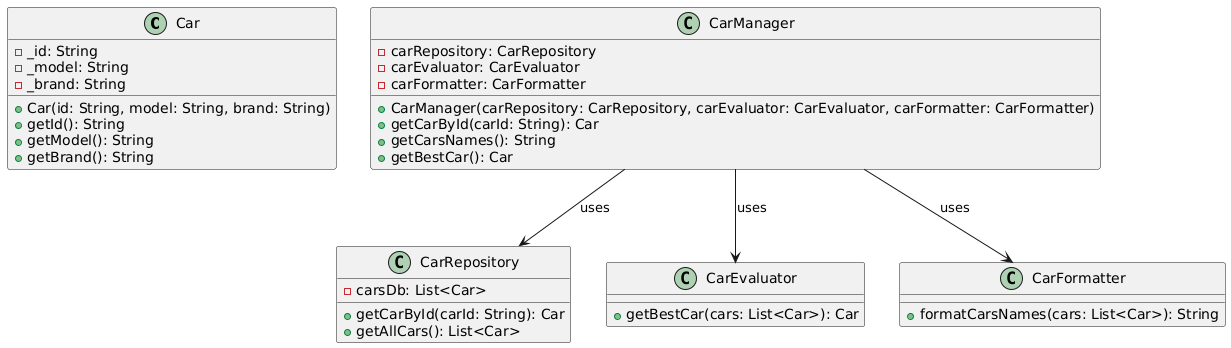 C Car
_id: String
_model: String
_brand: String
Car(id: String, model: String, brand: String)
getId(): String
getModel(): String
getBrand(): String
C CarManager
carRepository: CarRepository
carEvaluator: CarEvaluator
carFormatter: CarFormatter
CarManager(carRepository: CarRepository, carEvaluator: CarEvaluator, carFormatter: CarFormatter)
getCarById(carId: String): Car
getCarsNames(): String
getBestCar(): Car
uses
uses
uses
C CarRepository
carsDb: List<Car>
getCarById(carId: String): Car
getAllCars(): List<Car>
C CarEvaluator
getBestCar(cars: List<Car>): Car
C CarFormatter
formatCarsNames(cars: List<Car>): String